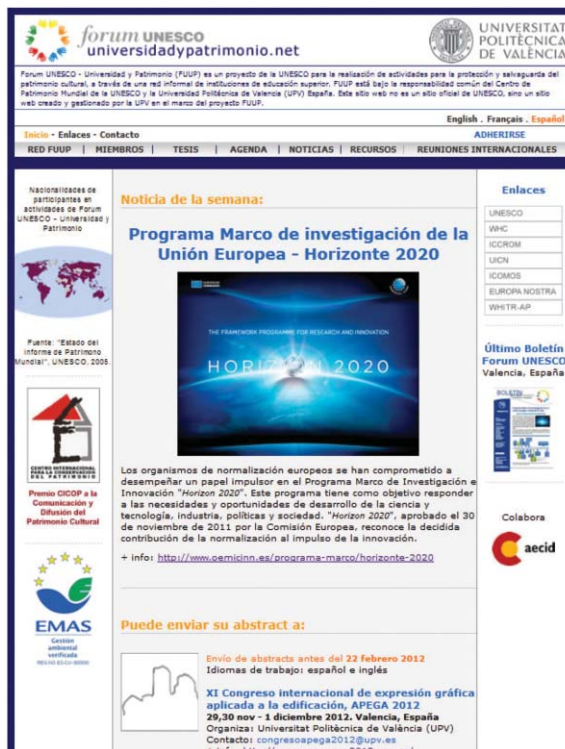 forum UNESCO
universidadypatrimonio.net
UNIVERSITAT
POLITÈCNICA
DE VALÈNCIA
Forum UNESCO - Universidad y Patrimonio (FUUP) es un proyecto de la UNESCO para la realización de actividades para la protección y salvaguarda del
patrimonio cultural, a través de una red informal de instituciones de educación superior. FUUP está bajo la responsabilidad común del Centro de
Patrimonio Mundial de la UNESCO y la Universidad Politécnica de Valencia (UPV) España. Este sitio web no es un sitio oficial de UNESCO, sino un sitio
web creado y gestionado por la UPV en el marco del proyecto FUUP.
English . Français . Español
Inicio - Enlaces - Contacto
ADHERIRSE
RED FUUP | MIEMBROS | TESIS | AGENDA | NOTICIAS | RECURSOS | REUNIONES INTERNACIONALES
Nacionalidades de
participantes en
actividades de Forum
UNESCO - Universidad y
Patrimonio
Fuente: "Estado del
informe de Patrimonio
Mundial", UNESCO, 2005.
CENTRO INTERNACIONAL
PARA LA CONSERVACIÓN
DEL PATRIMONIO
Premio CICOP a la
Comunicación y
Difusión del
Patrimonio Cultural
EMAS
Gestión
ambiental
verificada
Noticia de la semana:
Programa Marco de investigación de la
Unión Europea - Horizonte 2020
THE FRAMEWORK PROGRAMME FOR RESEARCH AND INNOVATION
HORIZON 2020
Los organismos de normalización europeos se han comprometido a
desempeñar un papel impulsor en el Programa Marco de Investigación e
Innovación "Horizon 2020". Este programa tiene como objetivo responder
a las necesidades y oportunidades de desarrollo de la ciencia y
tecnología, industria, políticas y sociedad. "Horizon 2020", aprobado el 30
de noviembre de 2011 por la Comisión Europea, reconoce la decidida
contribución de la normalización al impulso de la innovación.
+ info: http://www.oemicinn.es/programa-marco/horizonte-2020
Puede enviar su abstract a:
Envío de abstracts antes del 22 febrero 2012
Idiomas de trabajo: español e inglés
XI Congreso internacional de expresión gráfica
aplicada a la edificación, APEGA 2012
29,30 nov - 1 diciembre 2012. Valencia, España
Organiza: Universitat Politècnica de València (UPV)
Contacto: congresoapega2012@upv.es
Enlaces
UNESCO
WHC
ICCROM
UICN
ICOMOS
EUROPA NOSTRA
WHITR-AP
Último Boletín
Forum UNESCO
Valencia, España
BOLETÍN
Colabora
aecid